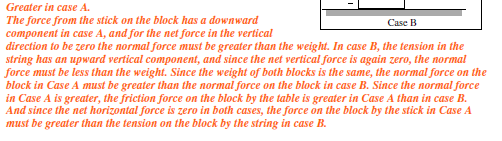 Greater in case A.
The force from the stick on the block has a downward
component in case A, and for the net force in the vertical
direction to be zero the normal force must be greater than the weight. In case B, the tension in the
string has an upward vertical component, and since the net vertical force is again zero, the normal
force must be less than the weight. Since the weight of both blocks is the same, the normal force on the
block in Case A must be greater than the normal force on the block in case B. Since the normal force
in Case A is greater, the friction force on the block by the table is greater in Case A than in case B.
And since the net horizontal force is zero in both cases, the force on the block by the stick in Case A
must be greater than the tension on the block by the string in case B.
Case B